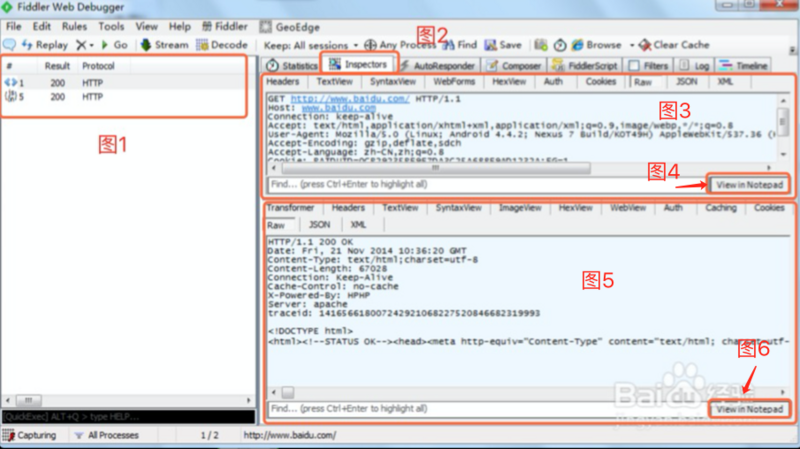 Fiddler Web Debugger
File Edit Rules Tools View Help Fiddler GeoEdge
Replay Go Stream Decode Keep: All sessions Any Process Find Save Browse Clear Cache
图2
# Result Protocol
1 200 HTTP
5 200 HTTP
图1
Statistics Inspectors AutoResponder Composer FiddlerScript Filters Log Timeline
Headers TextView SyntaxView WebForms HexView Auth Cookies Raw JSON XML
GET http://www.baidu.com/ HTTP/1.1
Host: www.baidu.com
Connection: keep-alive
Accept: text/html,application/xhtml+xml,application/xml;q=0.9,image/webp,*/*;q=0.8
User-Agent: Mozilla/5.0 (Linux; Android 4.4.2; Nexus 7 Build/KOT49H) AppleWebKit/537.36
Accept-Encoding: gzip,deflate,sdch
Accept-Language: zh-CN,zh;q=0.8
图3
图4
Find... (press Ctrl+Enter to highlight all) View in Notepad
Transformer Headers TextView SyntaxView ImageView HexView WebView Auth Caching Cookies
Raw JSON XML
HTTP/1.1 200 OK
Date: Fri, 21 Nov 2014 10:36:20 GMT
Content-Type: text/html;charset=utf-8
Content-Length: 67028
Connection: Keep-Alive
Cache-Control: no-cache
X-Powered-By: HPHP
Server: apache
traceid: 1416566180072429210682275208466823199​93
<!DOCTYPE html>
<html><!--STATUS OK--><head><meta http-equiv="Content-Type" content="text/html; charset=utf-
图5
图6
Find... (press Ctrl+Enter to highlight all) View in Notepad
Baidu 经验
jingyan.baidu.com
[QuickExec] ALT+Q > type HELP...
Capturing All Processes 1 / 2 http://www.baidu.com/